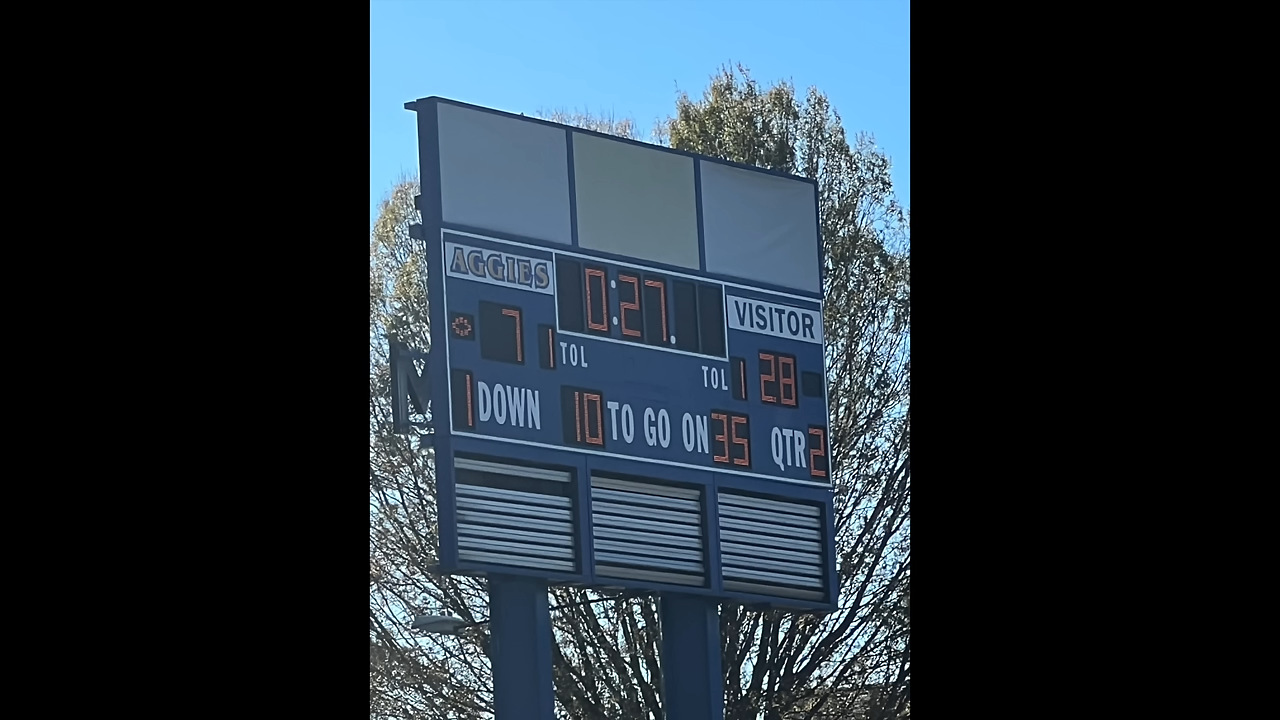 AGGIES
0:27.
VISITOR
7 1 TOL
TOL 1 28
1 DOWN 10 TO GO ON 35 QTR 2
M